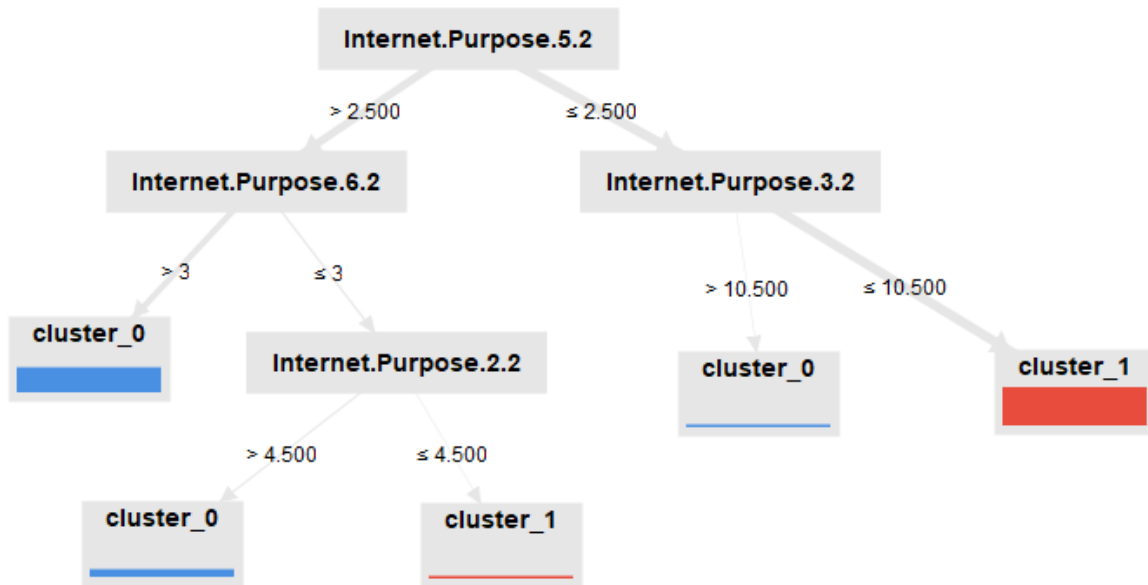 Internet.Purpose.5.2
> 2.500
≤ 2.500
Internet.Purpose.6.2
Internet.Purpose.3.2
> 3
≤ 3
> 10.500
≤ 10.500
cluster_0
Internet.Purpose.2.2
cluster_0
cluster_1
> 4.500
≤ 4.500
cluster_0
cluster_1